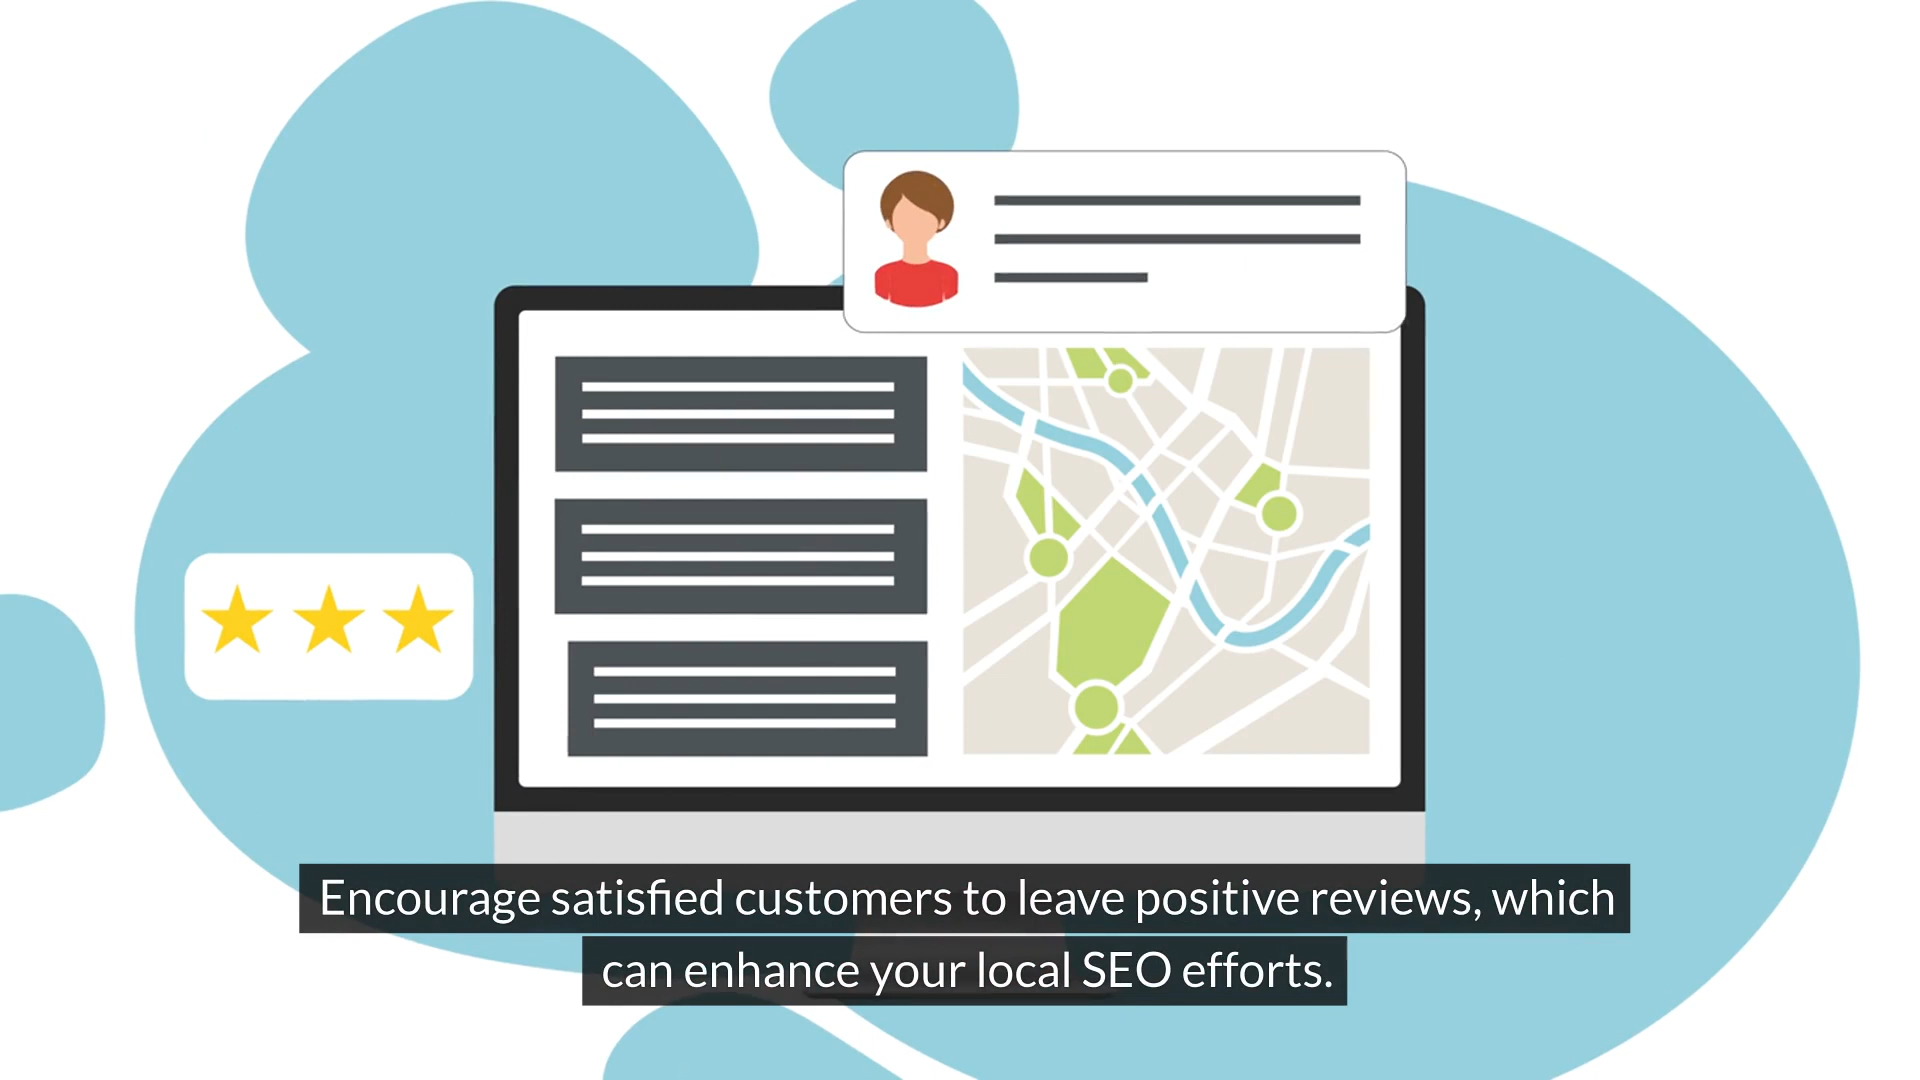 Encourage satisfied customers to leave positive reviews, which
can enhance your local SEO efforts.